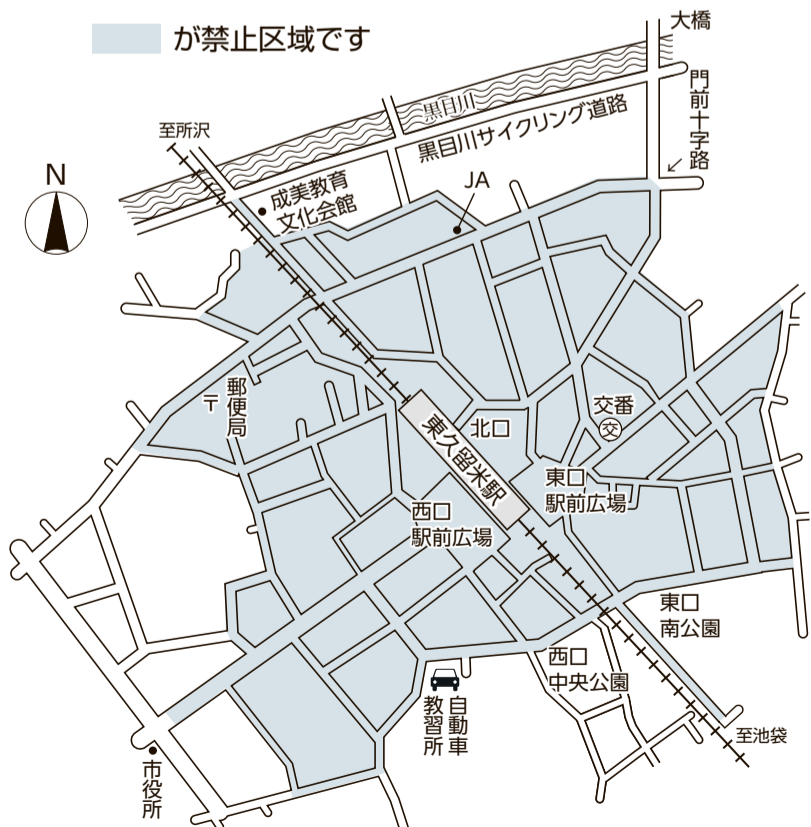 が禁止区域です
大橋
門前十字路
黒目川
黒目川サイクリング道路
至所沢
N
成美教育
文化会館
JA
郵便局
〒
交番
交
北口
東久留米駅
東口
駅前広場
西口
駅前広場
東口
南公園
西口
中央公園
自動車
教習所
至池袋
市役所